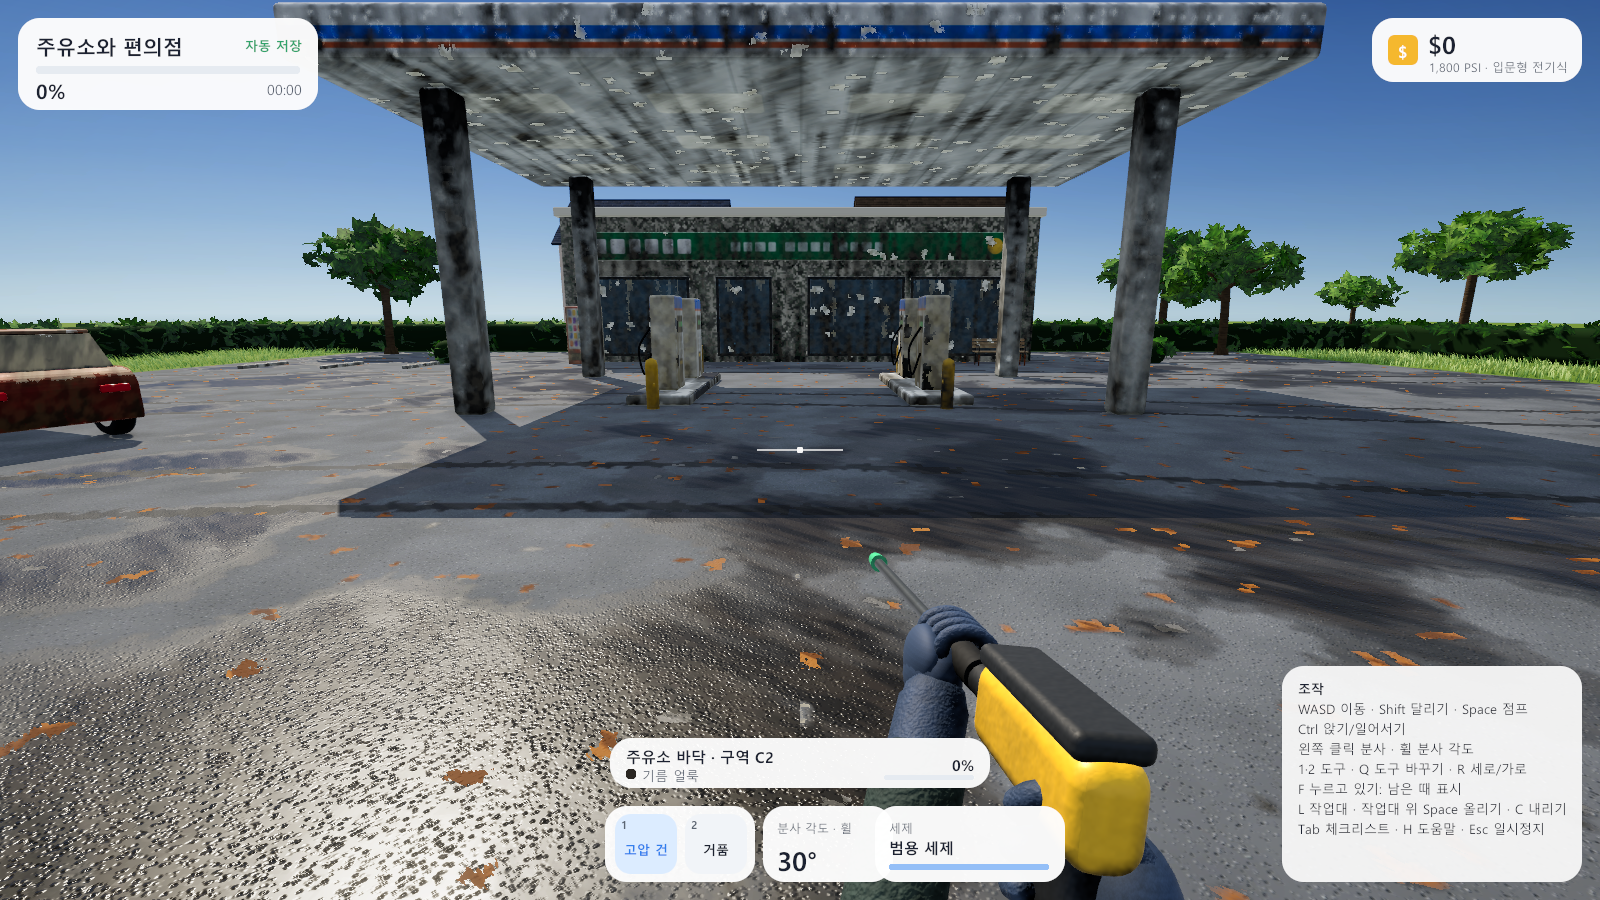 주유소와 편의점
자동 저장
0%
00:00
$
$0
1,800 PSI · 입문형 전기식
주유소 바닥 · 구역 C2
기름 얼룩
0%
1
고압 건
2
거품
분사 각도 · 휠
30°
세제
범용 세제
조작
WASD 이동 · Shift 달리기 · Space 점프
Ctrl 앉기/일어서기
왼쪽 클릭 분사 · 휠 분사 각도
1·2 도구 · Q 도구 바꾸기 · R 세로/가로
F 누르고 있기: 남은 때 표시
L 작업대 · 작업대 위 Space 올리기 · C 내리기
Tab 체크리스트 · H 도움말 · Esc 일시정지